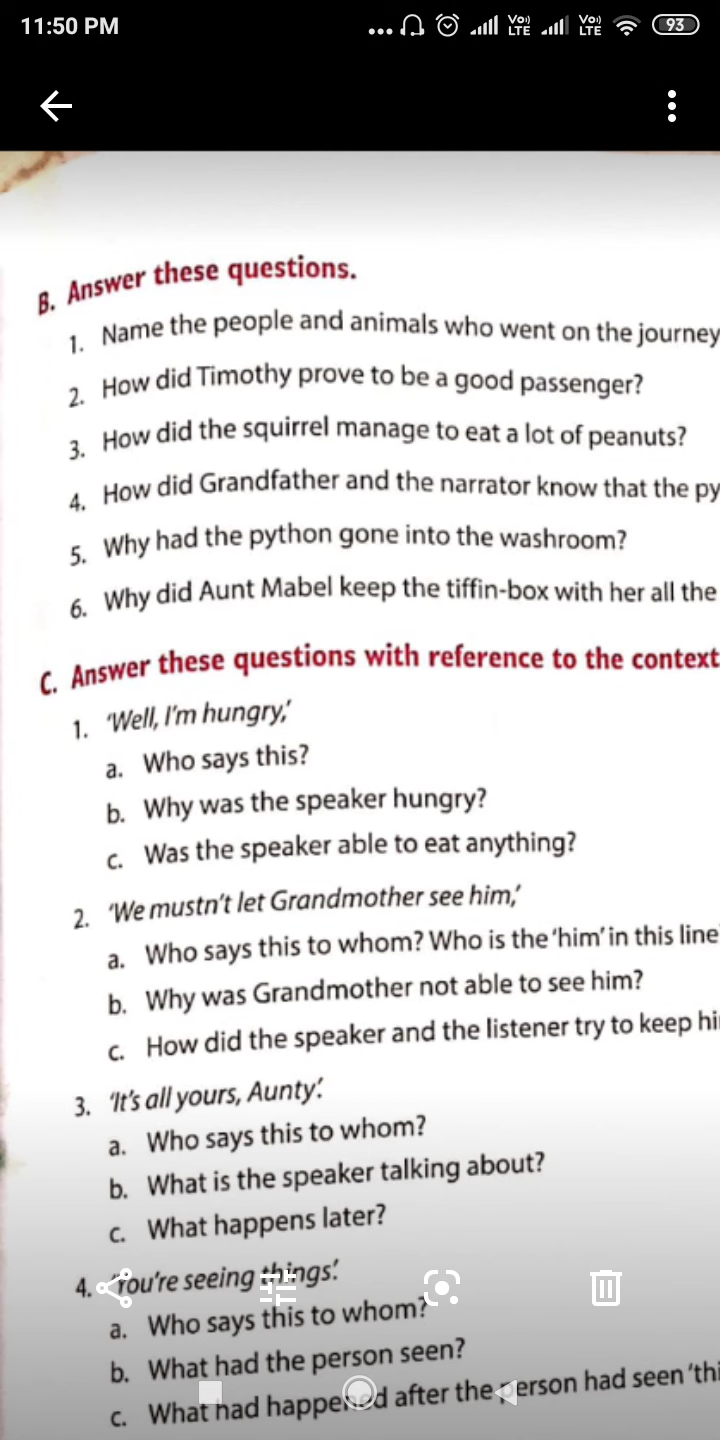 11:50 PM
VoI) LTE VoI) LTE 93
B. Answer these questions.
1. Name the people and animals who went on the journey
2. How did Timothy prove to be a good passenger?
3. How did the squirrel manage to eat a lot of peanuts?
4. How did Grandfather and the narrator know that the py
5. Why had the python gone into the washroom?
6. Why did Aunt Mabel keep the tiffin-box with her all the
C. Answer these questions with reference to the context
1. ‘Well, I’m hungry,’
a. Who says this?
b. Why was the speaker hungry?
c. Was the speaker able to eat anything?
2. ‘We mustn’t let Grandmother see him,’
a. Who says this to whom? Who is the ‘him’ in this line
b. Why was Grandmother not able to see him?
c. How did the speaker and the listener try to keep hi
3. ‘It’s all yours, Aunty’.
a. Who says this to whom?
b. What is the speaker talking about?
c. What happens later?
4. ‘You’re seeing things’.
a. Who says this to whom?
b. What had the person seen?
c. What had happened after the person had seen ‘thi